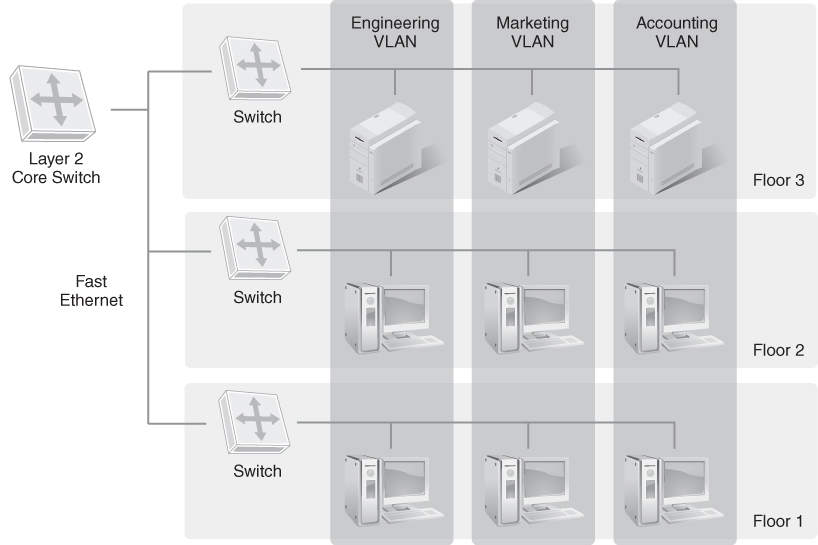 Engineering
VLAN
Marketing
VLAN
Accounting
VLAN
Switch
Layer 2
Core Switch
Floor 3
Fast
Ethernet
Switch
Floor 2
Switch
Floor 1